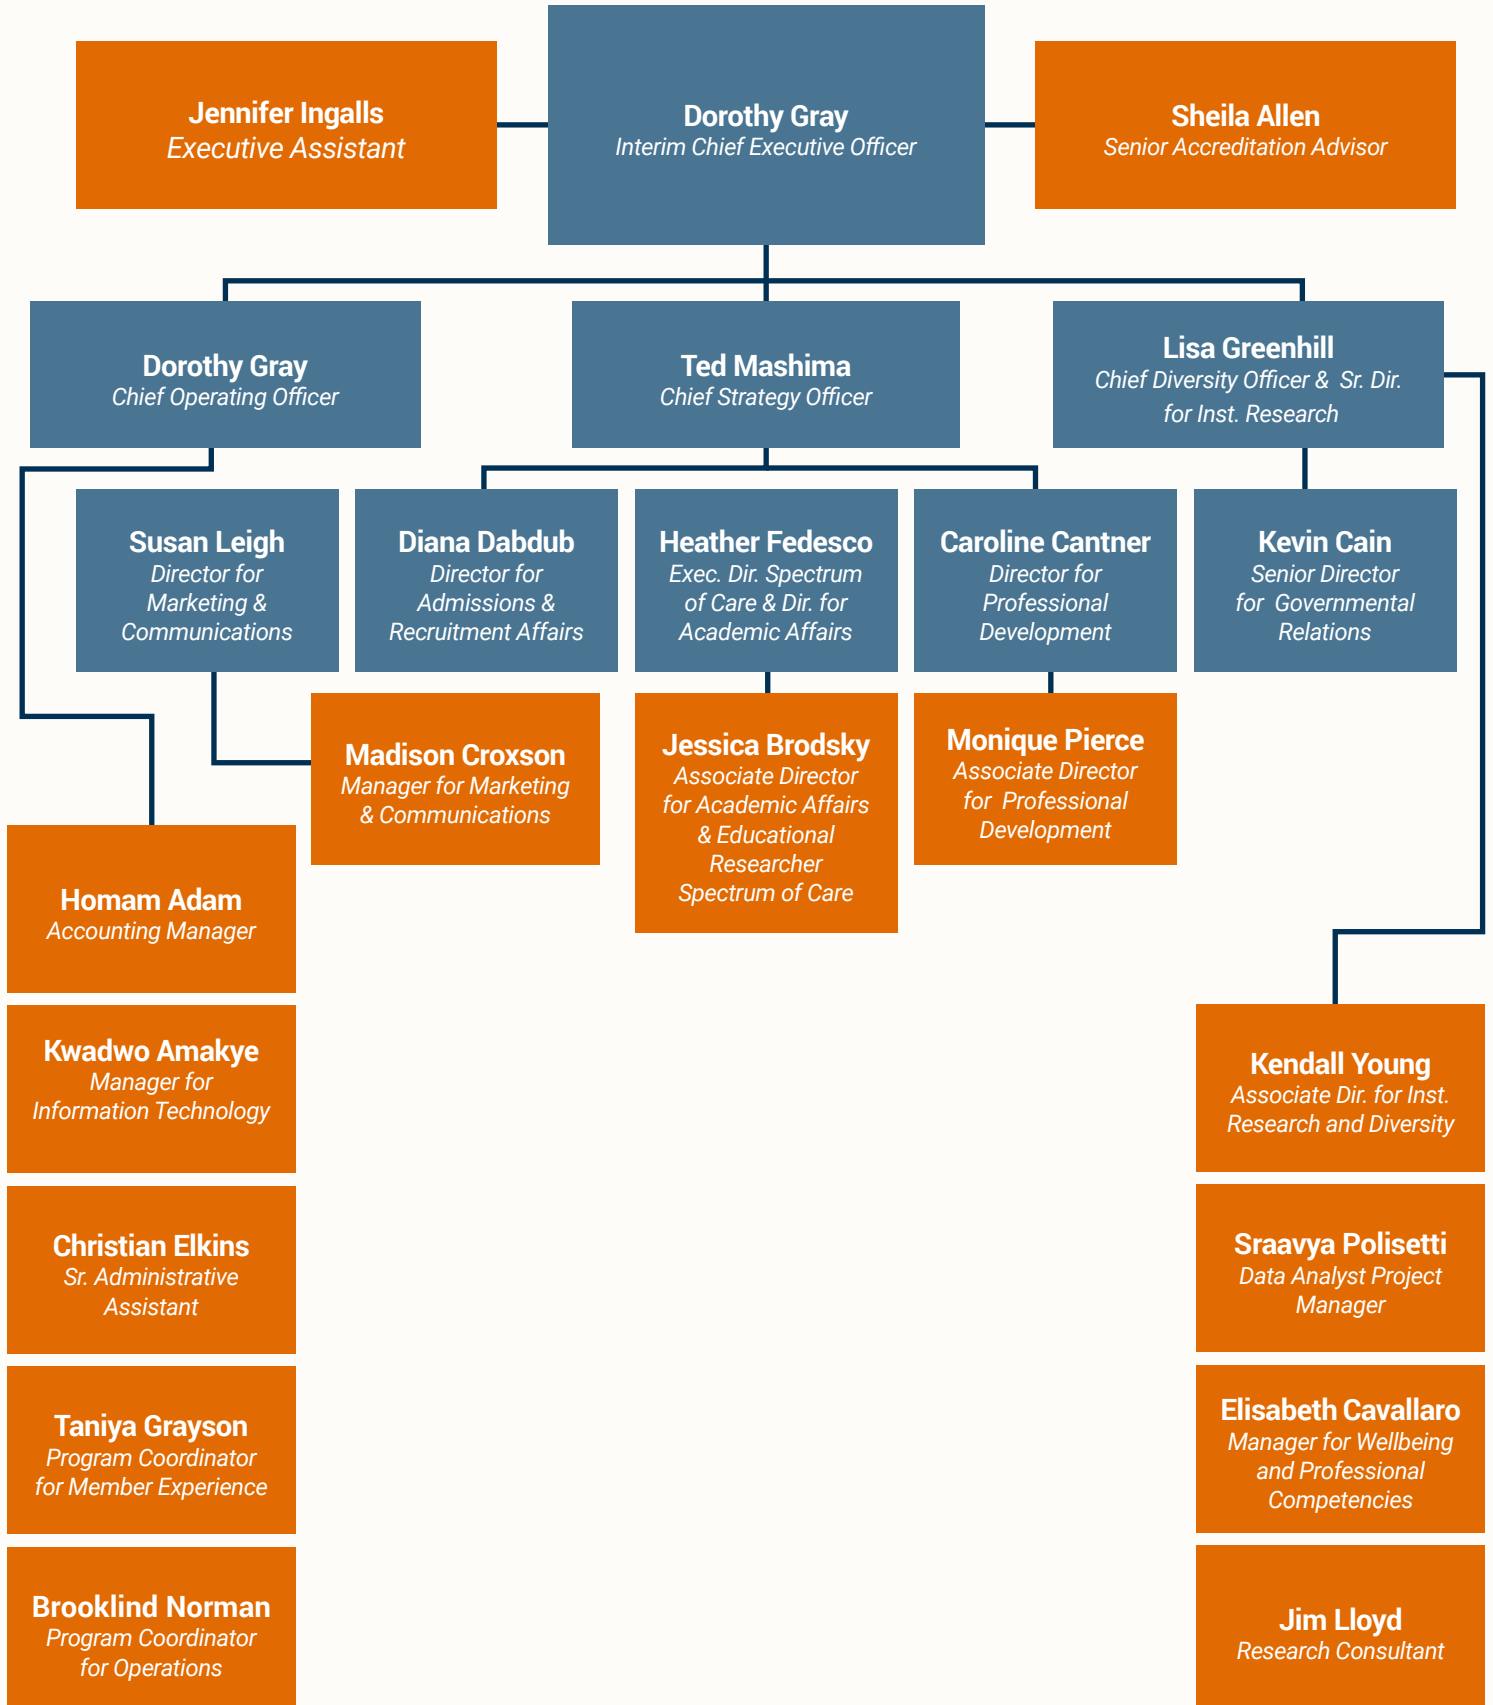 Jennifer Ingalls
Executive Assistant
Dorothy Gray
Interim Chief Executive Officer
Sheila Allen
Senior Accreditation Advisor
Dorothy Gray
Chief Operating Officer
Ted Mashima
Chief Strategy Officer
Lisa Greenhill
Chief Diversity Officer & Sr. Dir.
for Inst. Research
Susan Leigh
Director for
Marketing &
Communications
Diana Dabdub
Director for
Admissions &
Recruitment Affairs
Heather Fedesco
Exec. Dir. Spectrum
of Care & Dir. for
Academic Affairs
Caroline Cantner
Director for
Professional
Development
Kevin Cain
Senior Director
for Governmental
Relations
Madison Croxson
Manager for Marketing
& Communications
Jessica Brodsky
Associate Director
for Academic Affairs
& Educational
Researcher
Spectrum of Care
Monique Pierce
Associate Director
for Professional
Development
Homam Adam
Accounting Manager
Kwadwo Amakye
Manager for
Information Technology
Christian Elkins
Sr. Administrative
Assistant
Taniya Grayson
Program Coordinator
for Member Experience
Brooklind Norman
Program Coordinator
for Operations
Kendall Young
Associate Dir. for Inst.
Research and Diversity
Sraavya Polisetti
Data Analyst Project
Manager
Elisabeth Cavallaro
Manager for Wellbeing
and Professional
Competencies
Jim Lloyd
Research Consultant